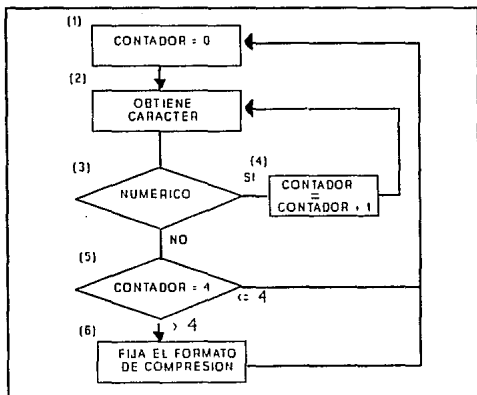 (1)
CONTADOR = 0
(2)
OBTIENE
CARACTER
(3)
NUMERICO
SI
(4)
CONTADOR
=
CONTADOR + 1
NO
(5)
CONTADOR = 4
<= 4
> 4
(6)
FIJA EL FORMATO
DE COMPRESION